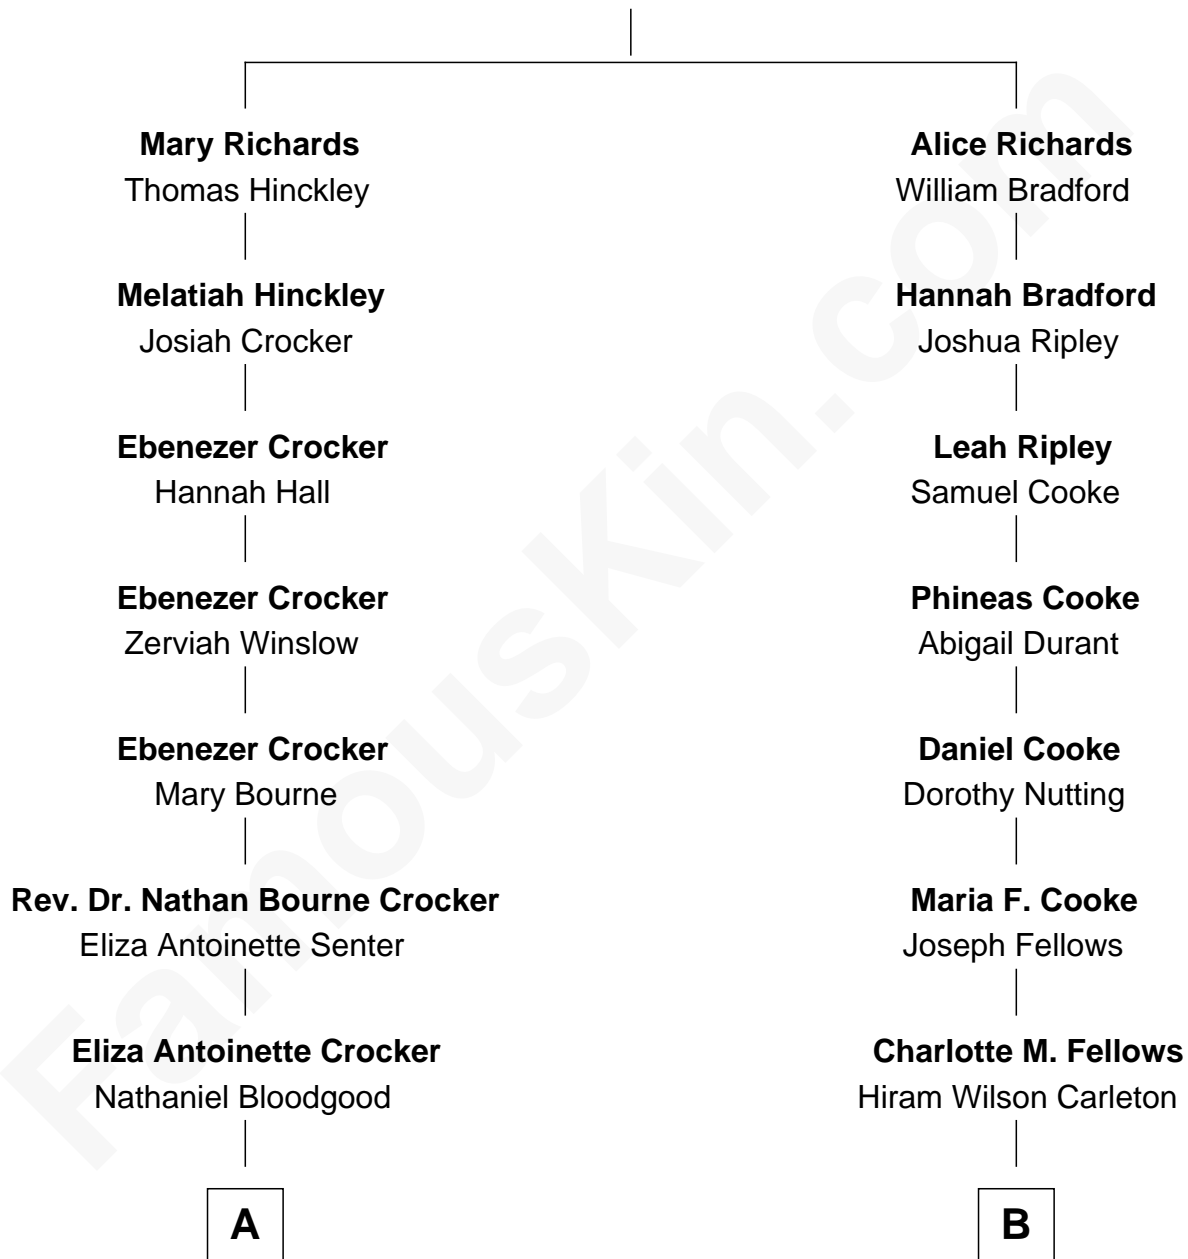 Mary Richards
Thomas Hinckley
Alice Richards
William Bradford
Melatiah Hinckley
Josiah Crocker
Hannah Bradford
Joshua Ripley
Ebenezer Crocker
Hannah Hall
Leah Ripley
Samuel Cooke
Ebenezer Crocker
Zerviah Winslow
Phineas Cooke
Abigail Durant
Ebenezer Crocker
Mary Bourne
Daniel Cooke
Dorothy Nutting
Rev. Dr. Nathan Bourne Crocker
Eliza Antoinette Senter
Maria F. Cooke
Joseph Fellows
Eliza Antoinette Crocker
Nathaniel Bloodgood
Charlotte M. Fellows
Hiram Wilson Carleton
A
B
FamousKin.com